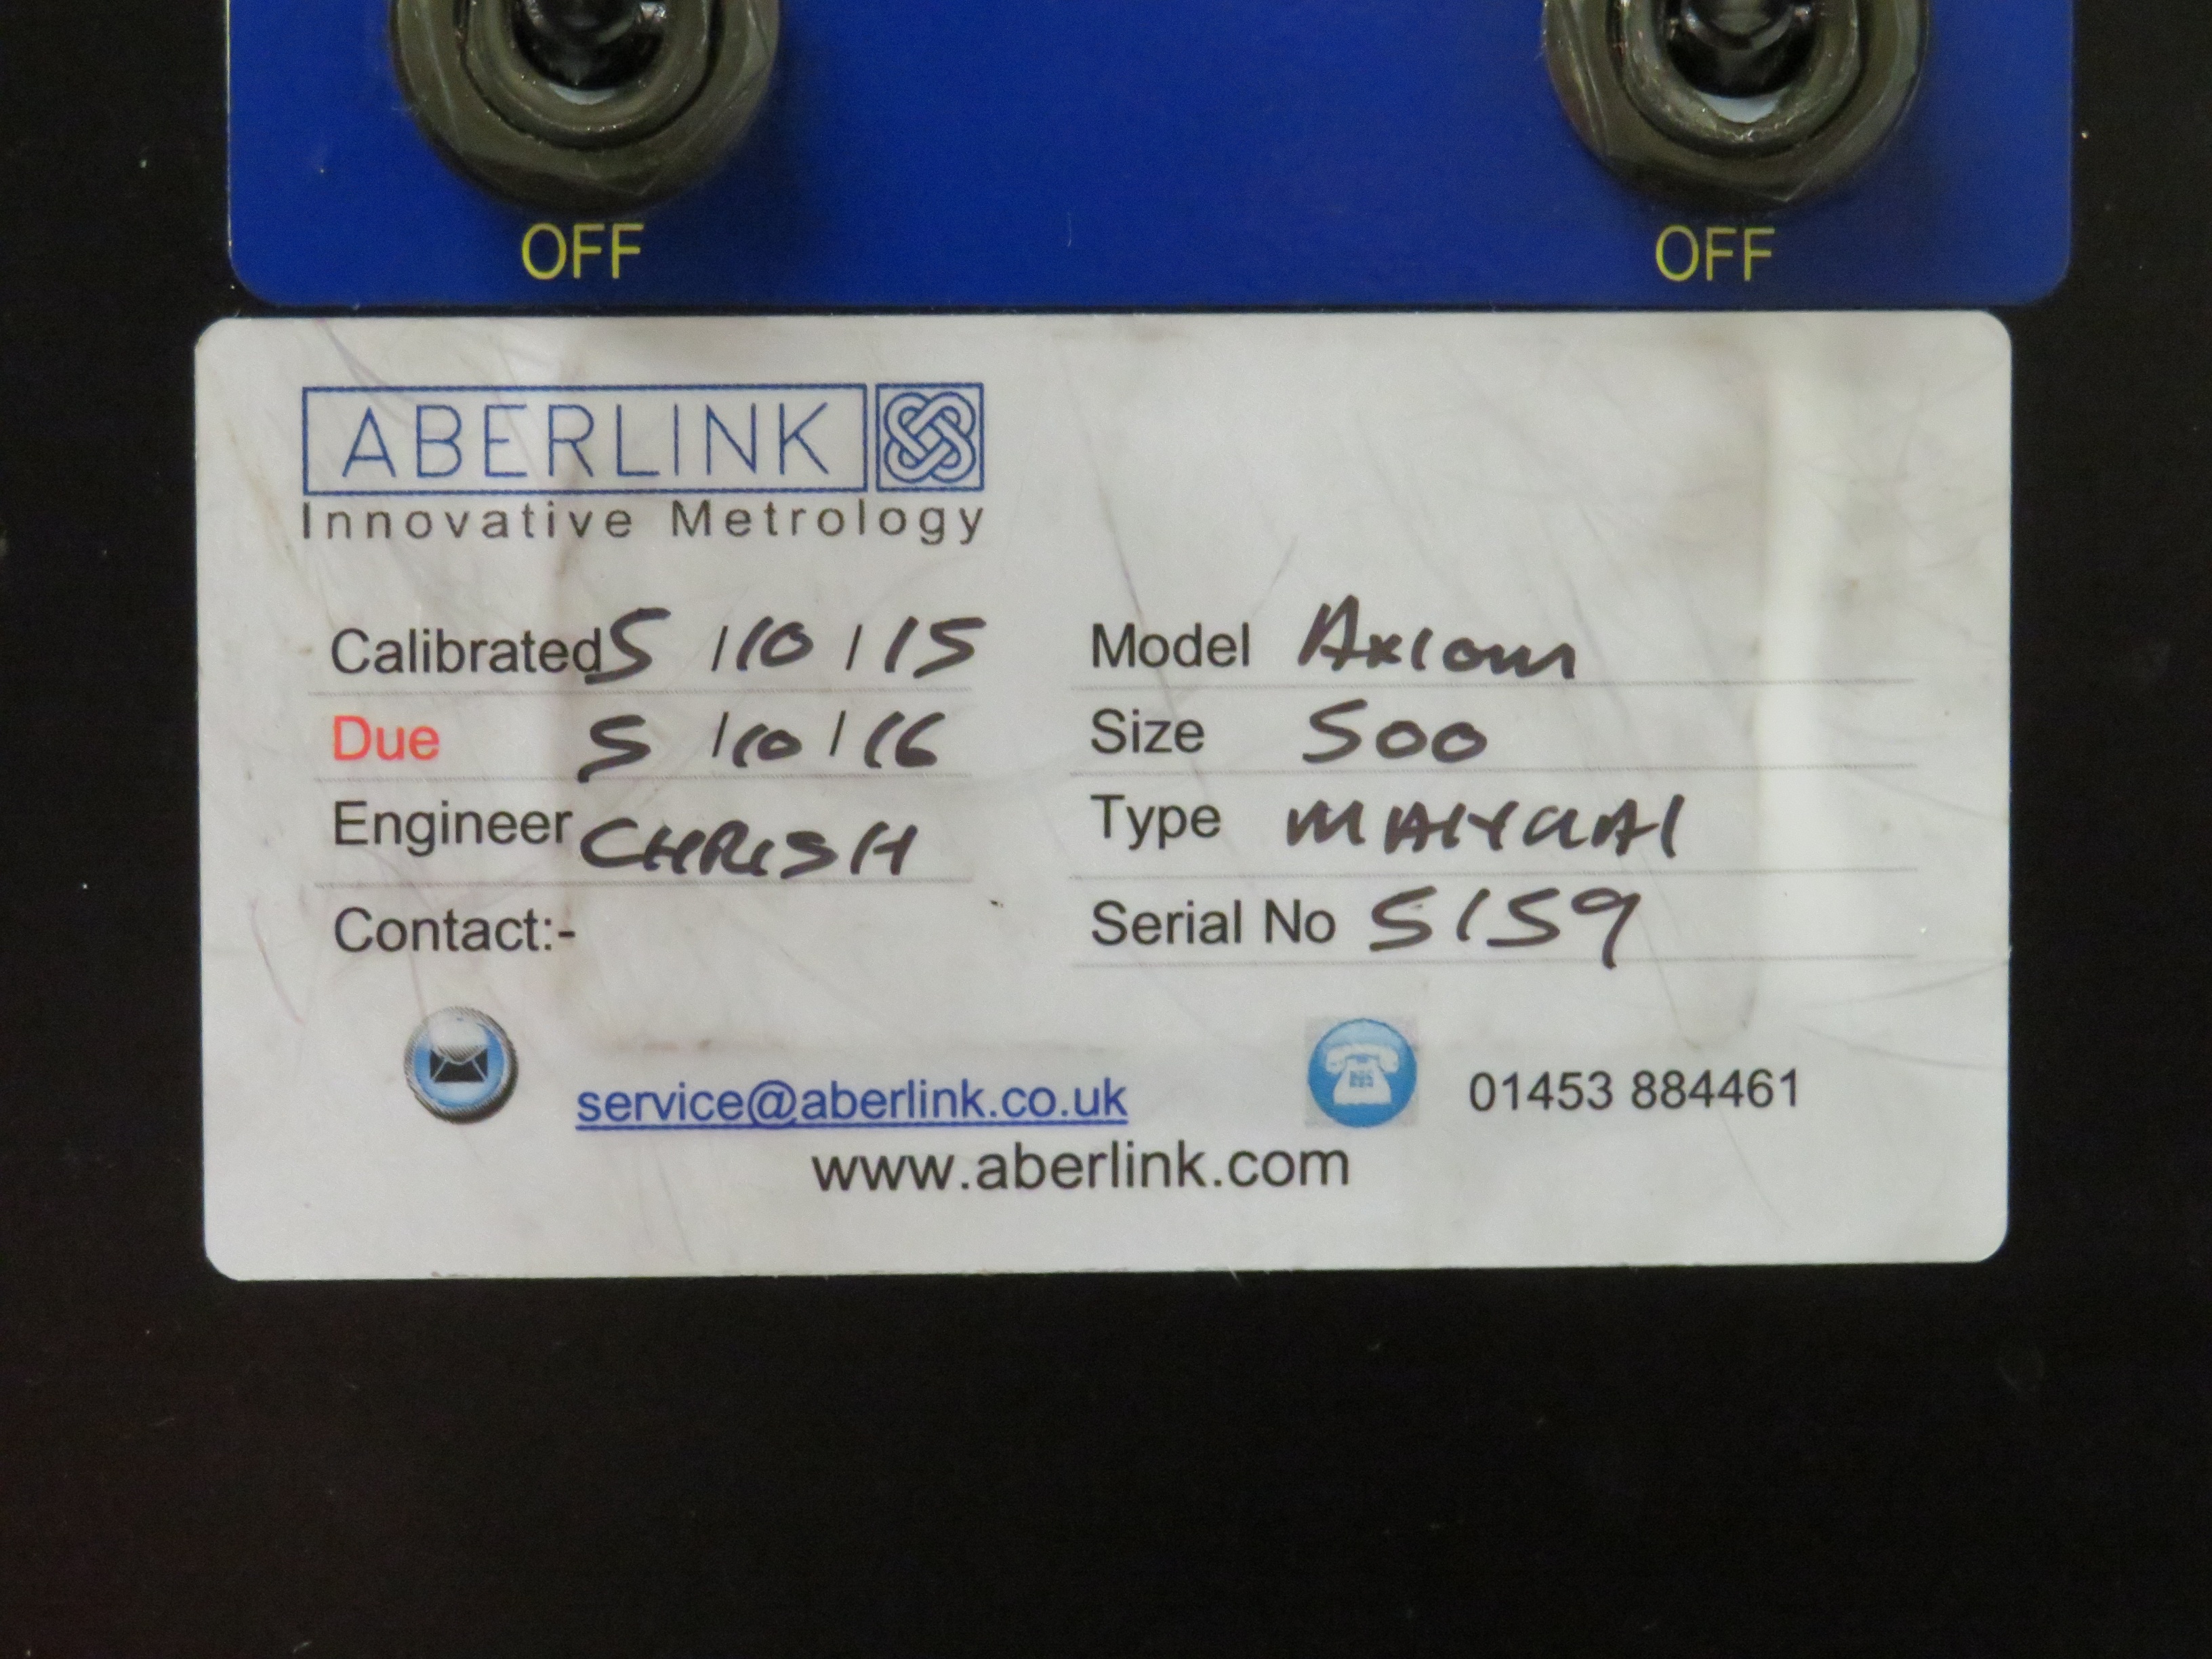 OFF OFF
ABERLINK
Innovative Metrology
Calibrated 5 / 10 / 15 Model Axiom
Due 5 / 10 / 16 Size 500
Engineer CHRIS H Type MANUAL
Contact:- Serial No 5159
service@aberlink.co.uk 01453 884461
www.aberlink.com